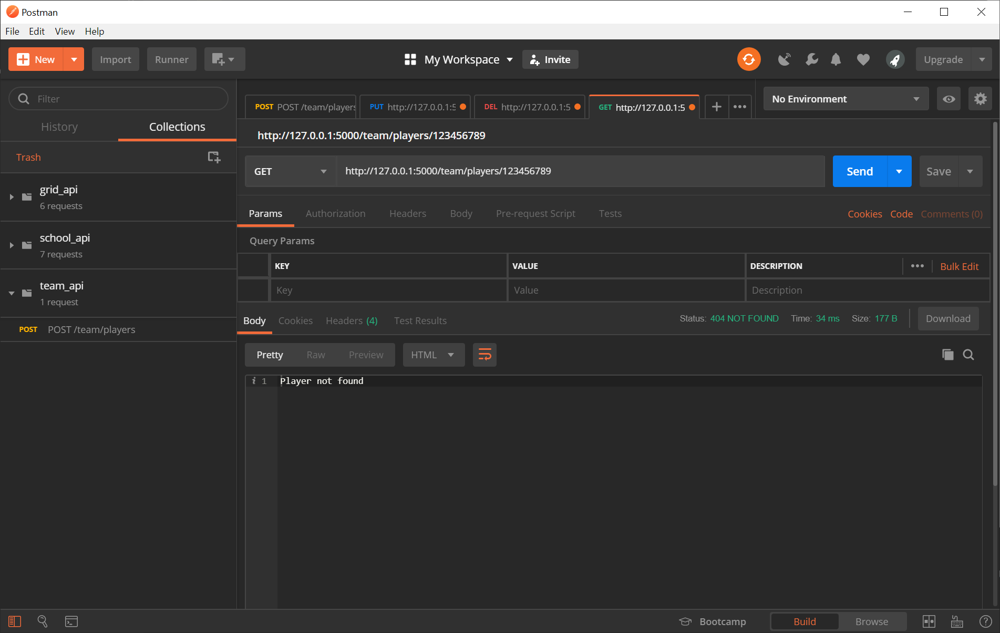 Postman
File Edit View Help
New Import Runner My Workspace Invite Upgrade
Filter
History Collections
Trash
grid_api
6 requests
school_api
7 requests
team_api
1 request
POST POST /team/players
POST POST /team/players PUT http://127.0.0.1:5 DEL http://127.0.0.1:5 GET http://127.0.0.1:5 ••• No Environment
http://127.0.0.1:5000/team/players/123456789
GET http://127.0.0.1:5000/team/players/123456789 Send Save
Params Authorization Headers Body Pre-request Script Tests Cookies Code Comments (0)
Query Params
KEY VALUE DESCRIPTION ••• Bulk Edit
Key Value Description
Body Cookies Headers (4) Test Results Status: 404 NOT FOUND Time: 34 ms Size: 177 B Download
Pretty Raw Preview HTML
i 1 Player not found
Bootcamp Build Browse ?